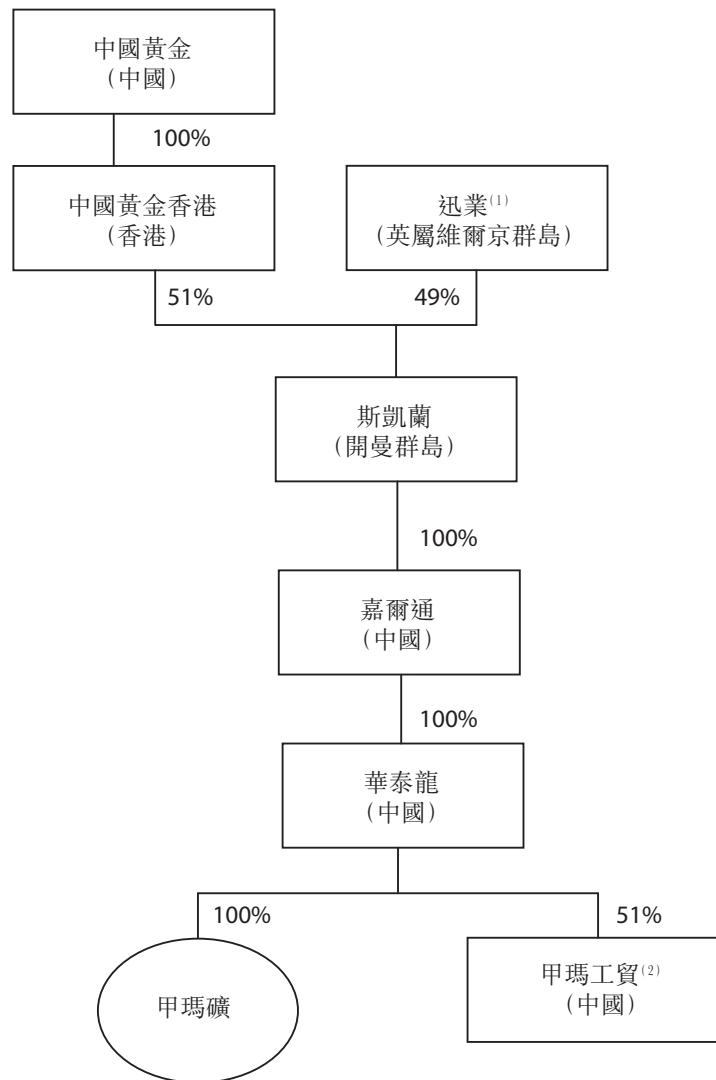 中國黃金
(中國)
100%
中國黃金香港
(香港)
迅業⁽¹⁾
(英屬維爾京群島)
51%
49%
斯凱蘭
(開曼群島)
100%
嘉爾通
(中國)
100%
華泰龍
(中國)
100%
51%
甲瑪礦
甲瑪工貿⁽²⁾
(中國)